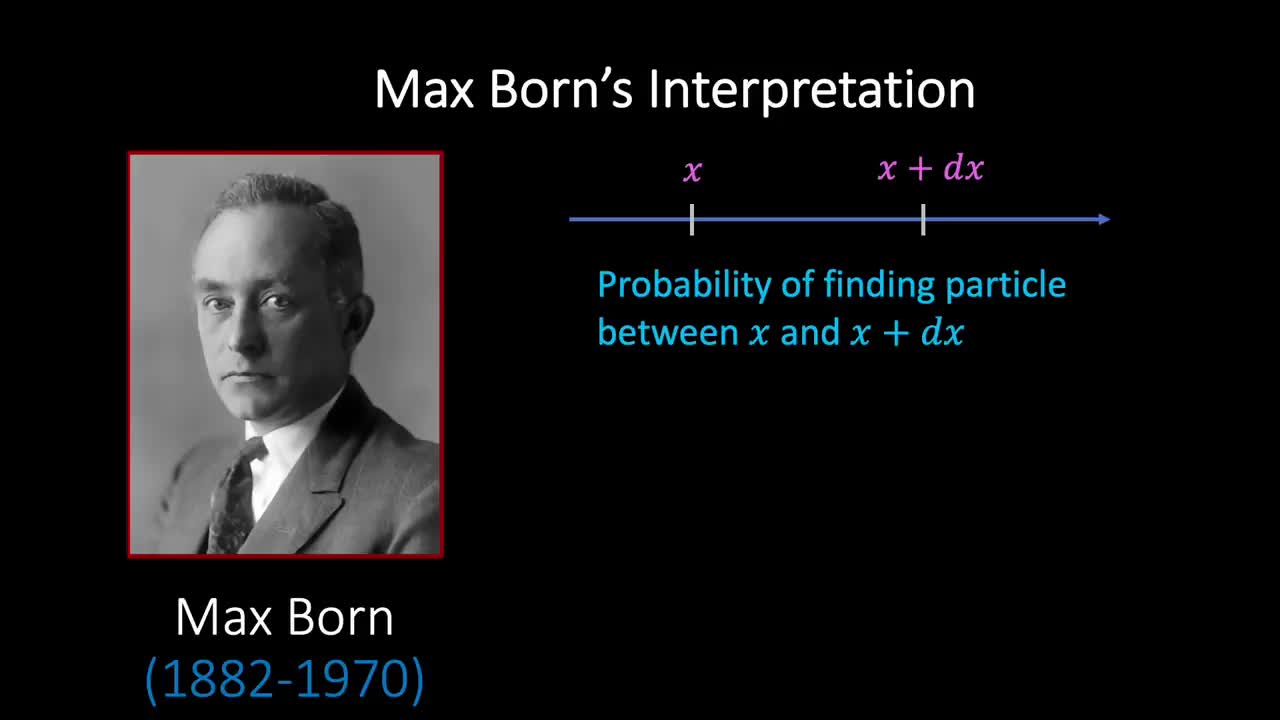 Max Born’s Interpretation
x
x + dx
Probability of finding particle
between x and x + dx
Max Born
(1882-1970)